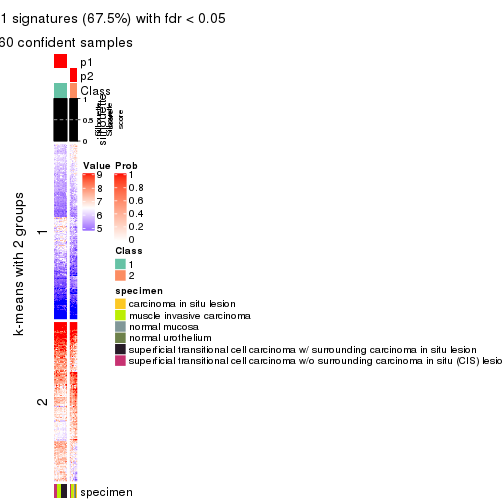 1 signatures (67.5%) with fdr < 0.05
60 confident samples
p1
p2
Class
1
0.5
0
silhouette
score
Value
9
8
7
6
5
Prob
1
0.8
0.6
0.4
0.2
0
Class
1
2
specimen
carcinoma in situ lesion
muscle invasive carcinoma
normal mucosa
normal urothelium
superficial transitional cell carcinoma w/ surrounding carcinoma in situ lesion
superficial transitional cell carcinoma w/o surrounding carcinoma in situ (CIS) lesio
k-means with 2 groups
1
2
specimen